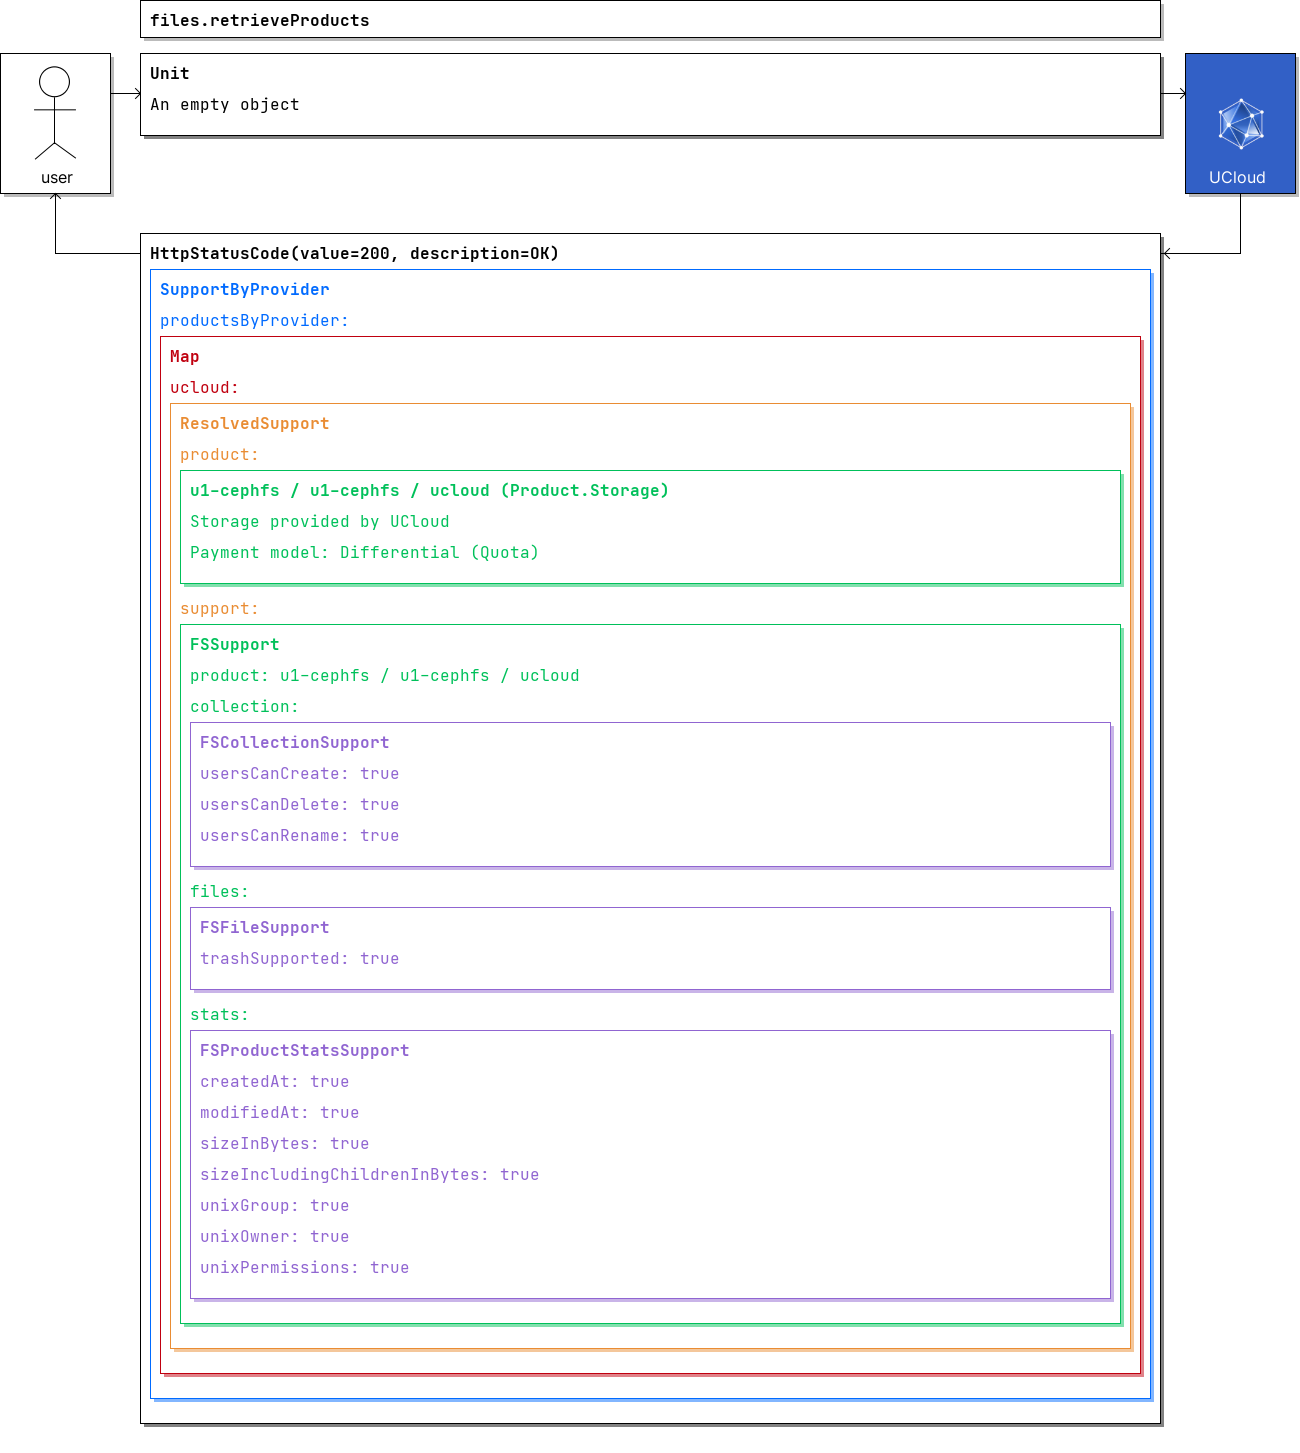 files.retrieveProducts
Unit
An empty object
user
UCloud
HttpStatusCode(value=200, description=OK)
SupportByProvider
productsByProvider:
Map
ucloud:
ResolvedSupport
product:
u1-cephfs / u1-cephfs / ucloud (Product.Storage)
Storage provided by UCloud
Payment model: Differential (Quota)
support:
FSSupport
product: u1-cephfs / u1-cephfs / ucloud
collection:
FSCollectionSupport
usersCanCreate: true
usersCanDelete: true
usersCanRename: true
files:
FSFileSupport
trashSupported: true
stats:
FSProductStatsSupport
createdAt: true
modifiedAt: true
sizeInBytes: true
sizeIncludingChildrenInBytes: true
unixGroup: true
unixOwner: true
unixPermissions: true